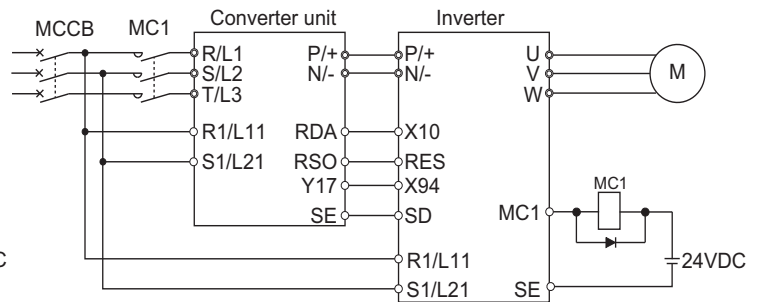 Converter unit
Inverter
MCCB
MC1
R/L1
P/+
P/+
U
S/L2
N/-
N/-
V
M
T/L3
W
R1/L11
RDA
X10
S1/L21
RSO
RES
Y17
X94
MC1
SE
SD
MC1
C
R1/L11
24VDC
S1/L21
SE